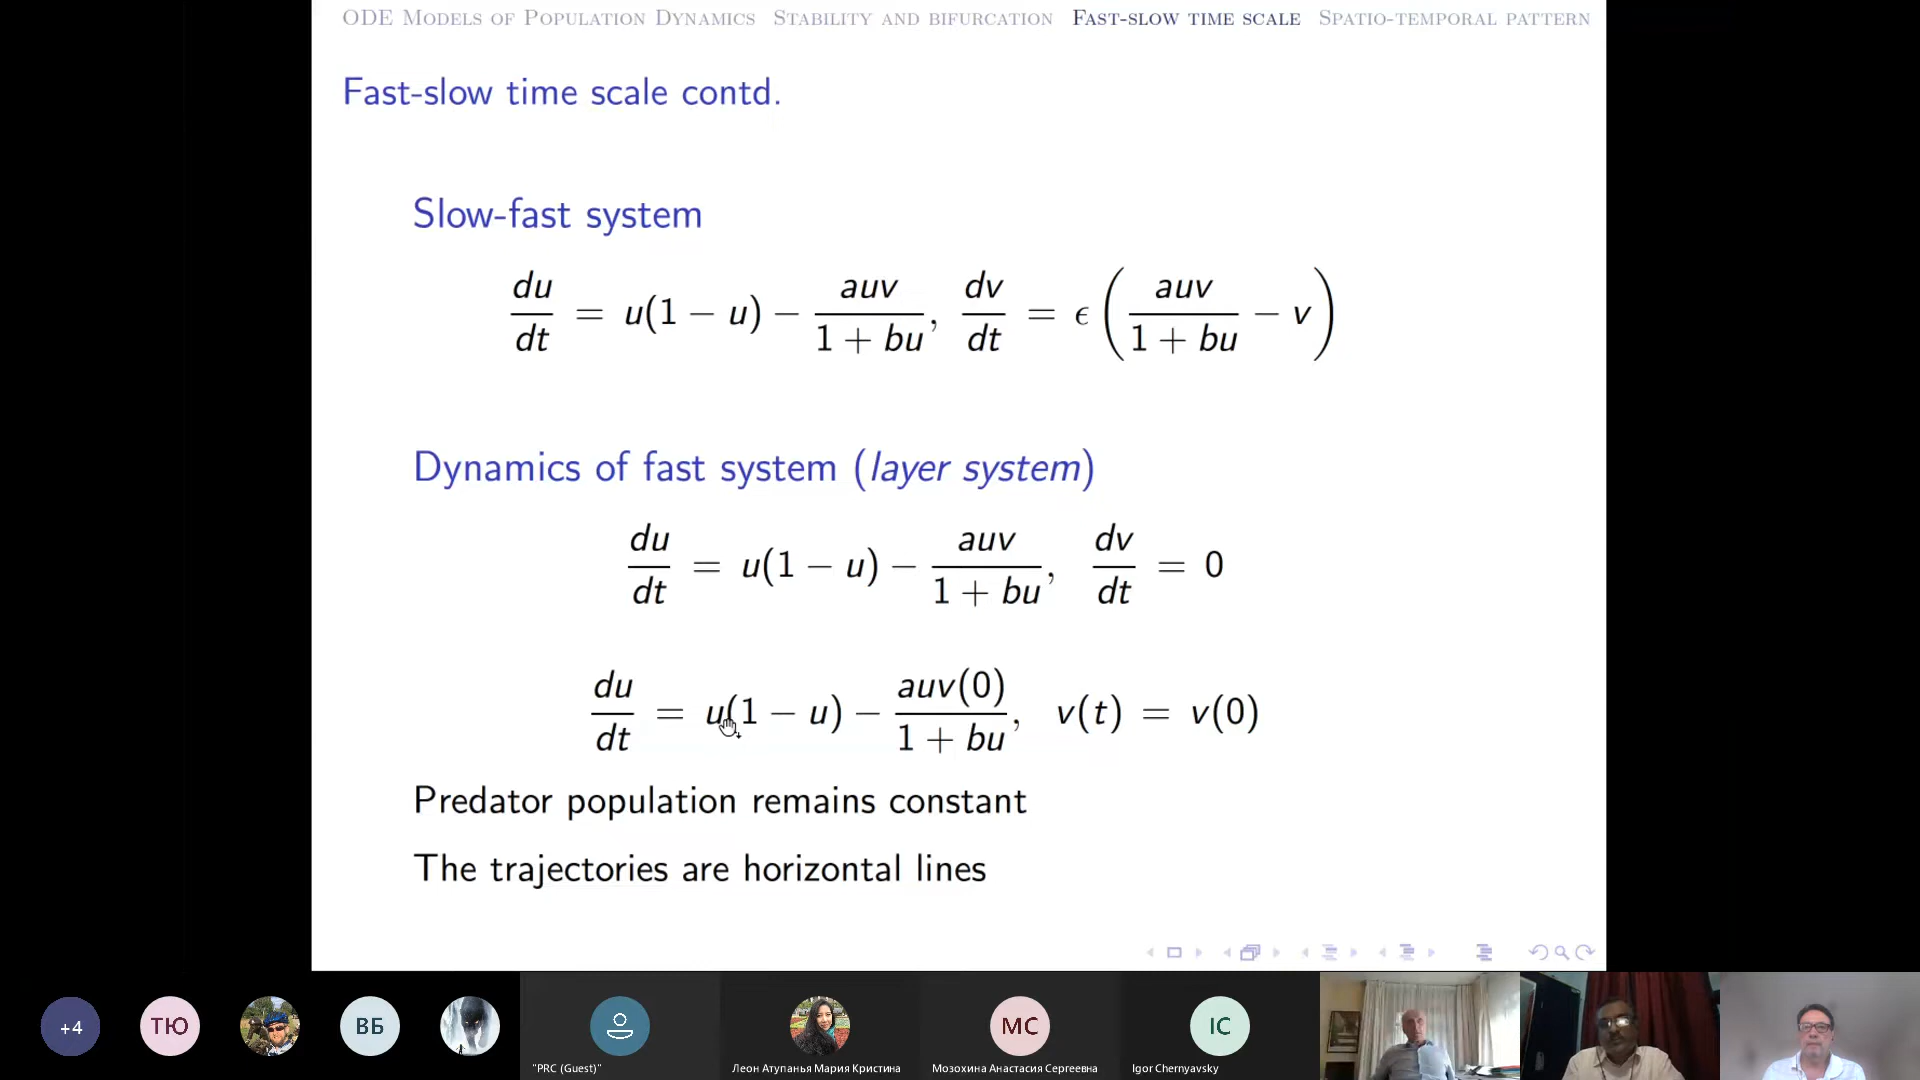 ODE Models of Population Dynamics Stability and bifurcation Fast-slow time scale Spatio-temporal pattern
Fast-slow time scale contd.
Slow-fast system
du/dt = u(1 − u) − auv/(1 + bu), dv/dt = ϵ(auv/(1 + bu) − v)
Dynamics of fast system (layer system)
du/dt = u(1 − u) − auv/(1 + bu), dv/dt = 0
du/dt = u(1 − u) − auv(0)/(1 + bu), v(t) = v(0)
Predator population remains constant
The trajectories are horizontal lines
+4 ТЮ ВБ МС IC
"PRC (Guest)" Леон Атупанья Мария Кристина Мозохина Анастасия Сергеевна Igor Chernyavsky